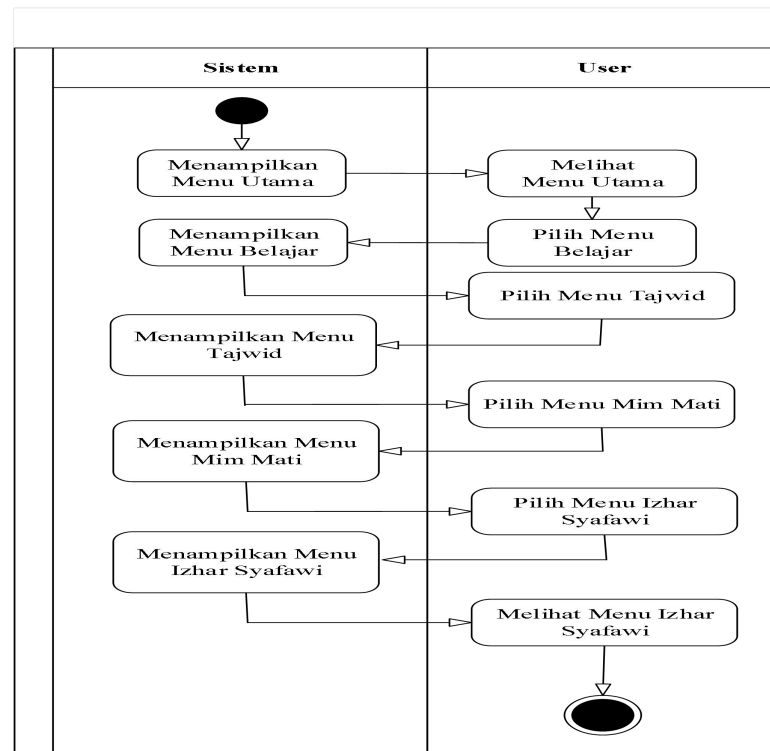 Sistem
User
Menampilkan
Menu Utama
Melihat
Menu Utama
Menampilkan
Menu Belajar
Pilih Menu
Belajar
Pilih Menu Tajwid
Menampilkan Menu
Tajwid
Pilih Menu Mim Mati
Menampilkan Menu
Mim Mati
Pilih Menu Izhar
Syafawi
Menampilkan Menu
Izhar Syafawi
Melihat Menu Izhar
Syafawi